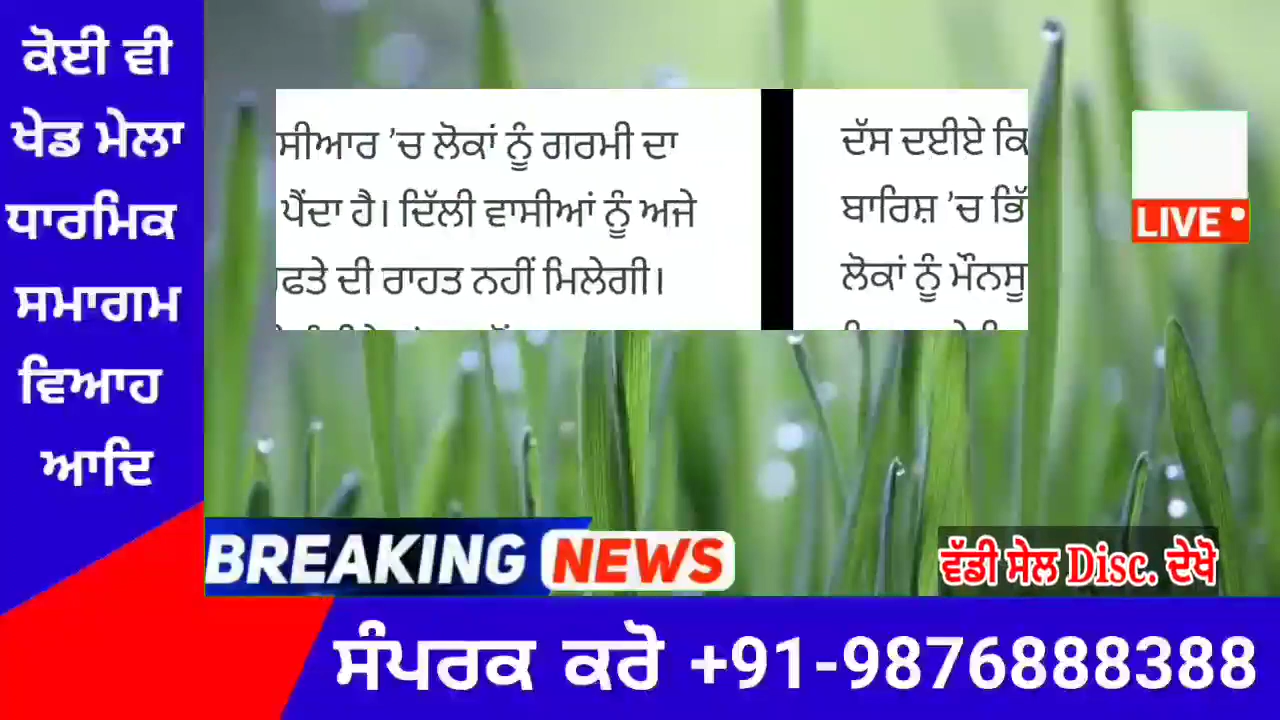 ਕੋਈ ਵੀ
ਖੇਡ ਮੇਲਾ
ਧਾਰਮਿਕ
ਸਮਾਗਮ
ਵਿਆਹ
ਆਦਿ
ਸੀਆਰ ’ਚ ਲੋਕਾਂ ਨੂੰ ਗਰਮੀ ਦਾ
ਪੈਂਦਾ ਹੈ। ਦਿੱਲੀ ਵਾਸੀਆਂ ਨੂੰ ਅਜੇ
ਫਤੇ ਦੀ ਰਾਹਤ ਨਹੀਂ ਮਿਲੇਗੀ।
ਦੱਸ ਦਈਏ ਕਿ
ਬਾਰਿਸ਼ ’ਚ ਭਿੱ
ਲੋਕਾਂ ਨੂੰ ਮੌਨਸੂ
LIVE
BREAKING NEWS
ਵੱਡੀ ਸੇਲ Disc. ਦੇਖੋ
ਸੰਪਰਕ ਕਰੋ +91-9876888388